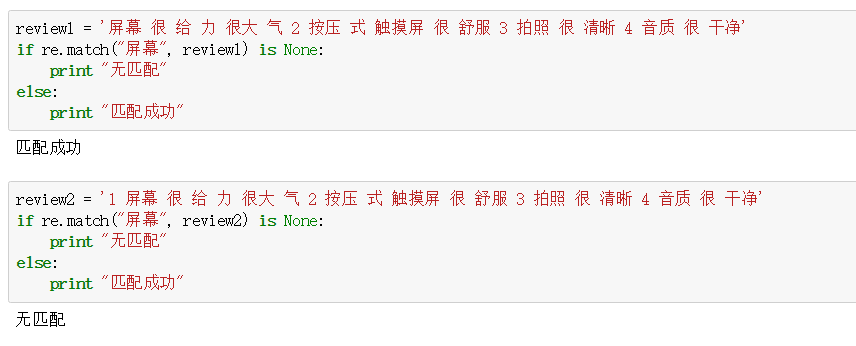 review1 = '屏幕 很 给 力 很大 气 2 按压 式 触摸屏 很 舒服 3 拍照 很 清晰 4 音质 很 干净'
if re.match("屏幕", review1) is None:
    print "无匹配"
else:
    print "匹配成功"
匹配成功
review2 = '1 屏幕 很 给 力 很大 气 2 按压 式 触摸屏 很 舒服 3 拍照 很 清晰 4 音质 很 干净'
if re.match("屏幕", review2) is None:
    print "无匹配"
else:
    print "匹配成功"
无匹配